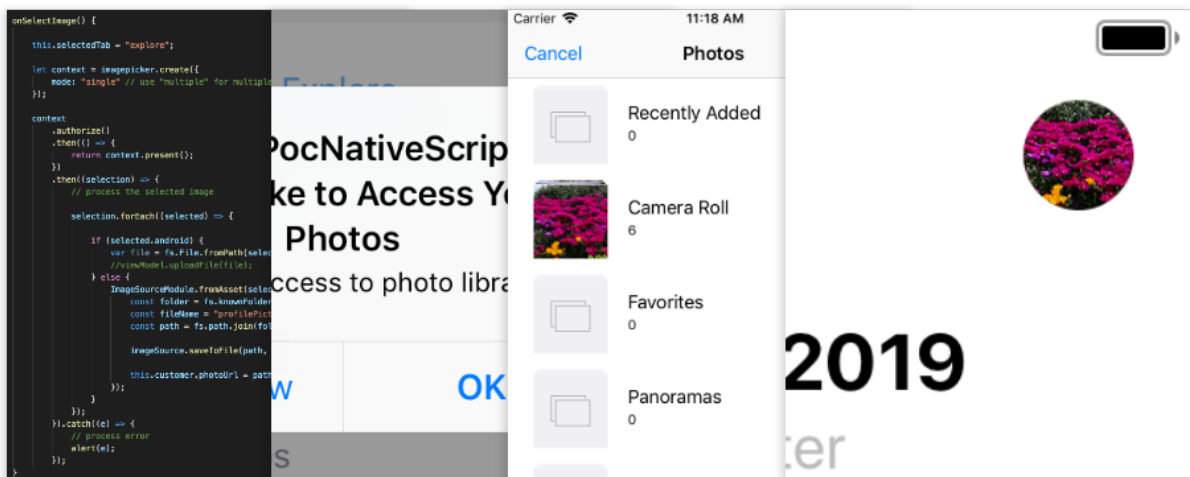 onSelectImage() {
this.selectedTab = "explore";
let context = imagepicker.create({
mode: "single" // use "multiple" for multiple
});
context
.authorize()
.then(() => {
return context.present();
})
.then((selection) => {
// process the selected image
selection.forEach((selected) => {
if (selected.android) {
var file = fs.File.fromPath(selec
//viewModel.uploadFile(file);
} else {
ImageSourceModule.fromAsset(selec
const folder = fs.knownFolder
const fileName = "profilePict
const path = fs.path.join(fol
imageSource.saveToFile(path,
this.customer.photoUrl = path
});
}
});
}).catch((e) => {
// process error
alert(e);
});
}
Explore
PocNativeScrip
ke to Access Yo
Photos
ccess to photo libra
w
OK
s
Carrier
11:18 AM
Cancel
Photos
Recently Added
0
Camera Roll
6
Favorites
0
Panoramas
0
2019
ter